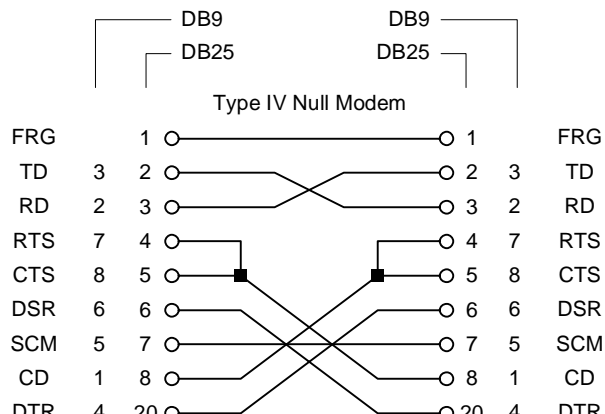 DB9 DB9
DB25 DB25
Type IV Null Modem
FRG 1 1 FRG
TD 3 2 2 3 TD
RD 2 3 3 2 RD
RTS 7 4 4 7 RTS
CTS 8 5 5 8 CTS
DSR 6 6 6 6 DSR
SCM 5 7 7 5 SCM
CD 1 8 8 1 CD
DTR 4 20 20 4 DTR